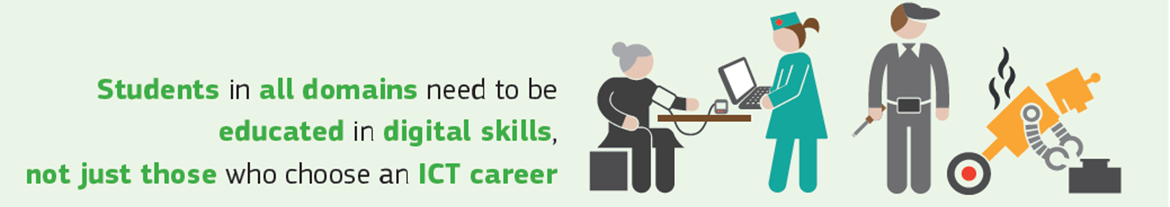 Students in all domains need to be
educated in digital skills,
not just those who choose an ICT career